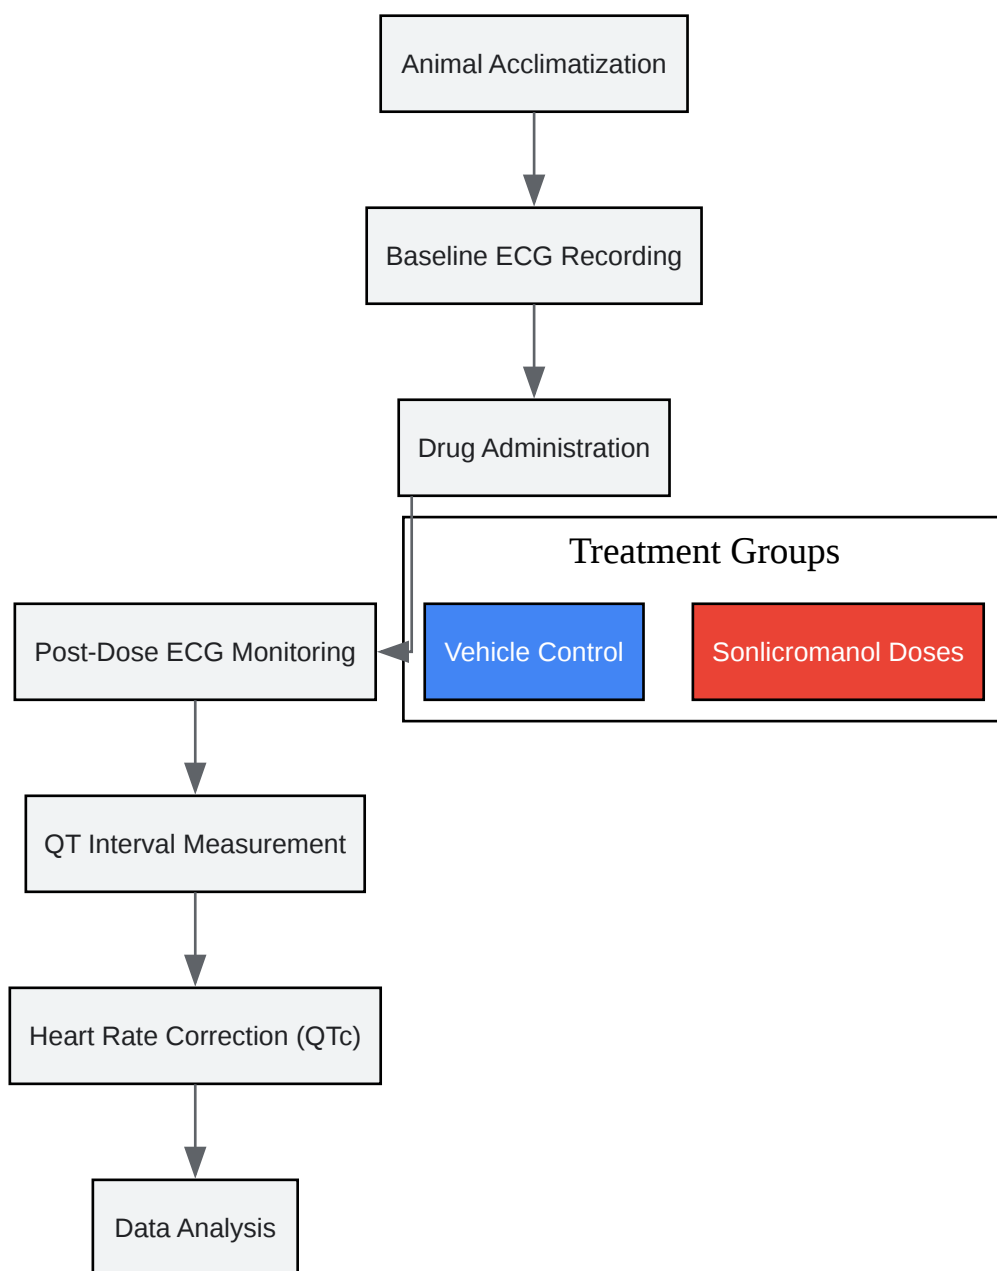 Animal Acclimatization
Baseline ECG Recording
Drug Administration
Treatment Groups
Post-Dose ECG Monitoring
Vehicle Control
Sonlicromanol Doses
QT Interval Measurement
Heart Rate Correction (QTc)
Data Analysis